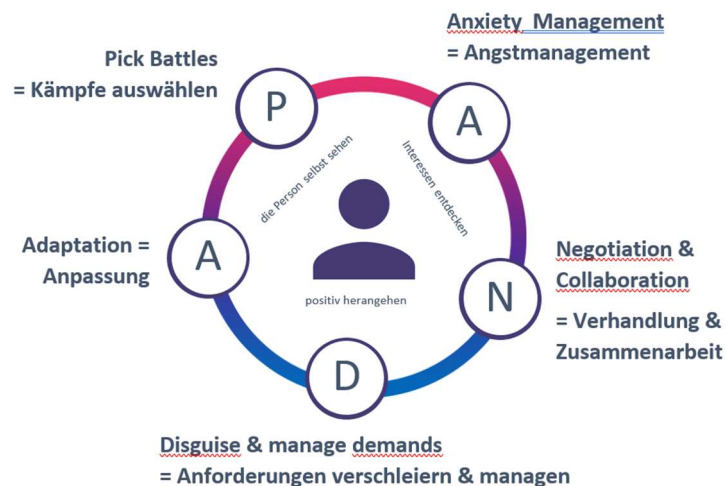 Pick Battles
= Kämpfe auswählen
P
Anxiety Management
= Angstmanagement
A
Negotiation &
Collaboration
= Verhandlung &
Zusammenarbeit
N
Disguise & manage demands
= Anforderungen verschleiern & managen
D
Adaptation =
Anpassung
A
die Person selbst sehen
Interessen entdecken
positiv herangehen